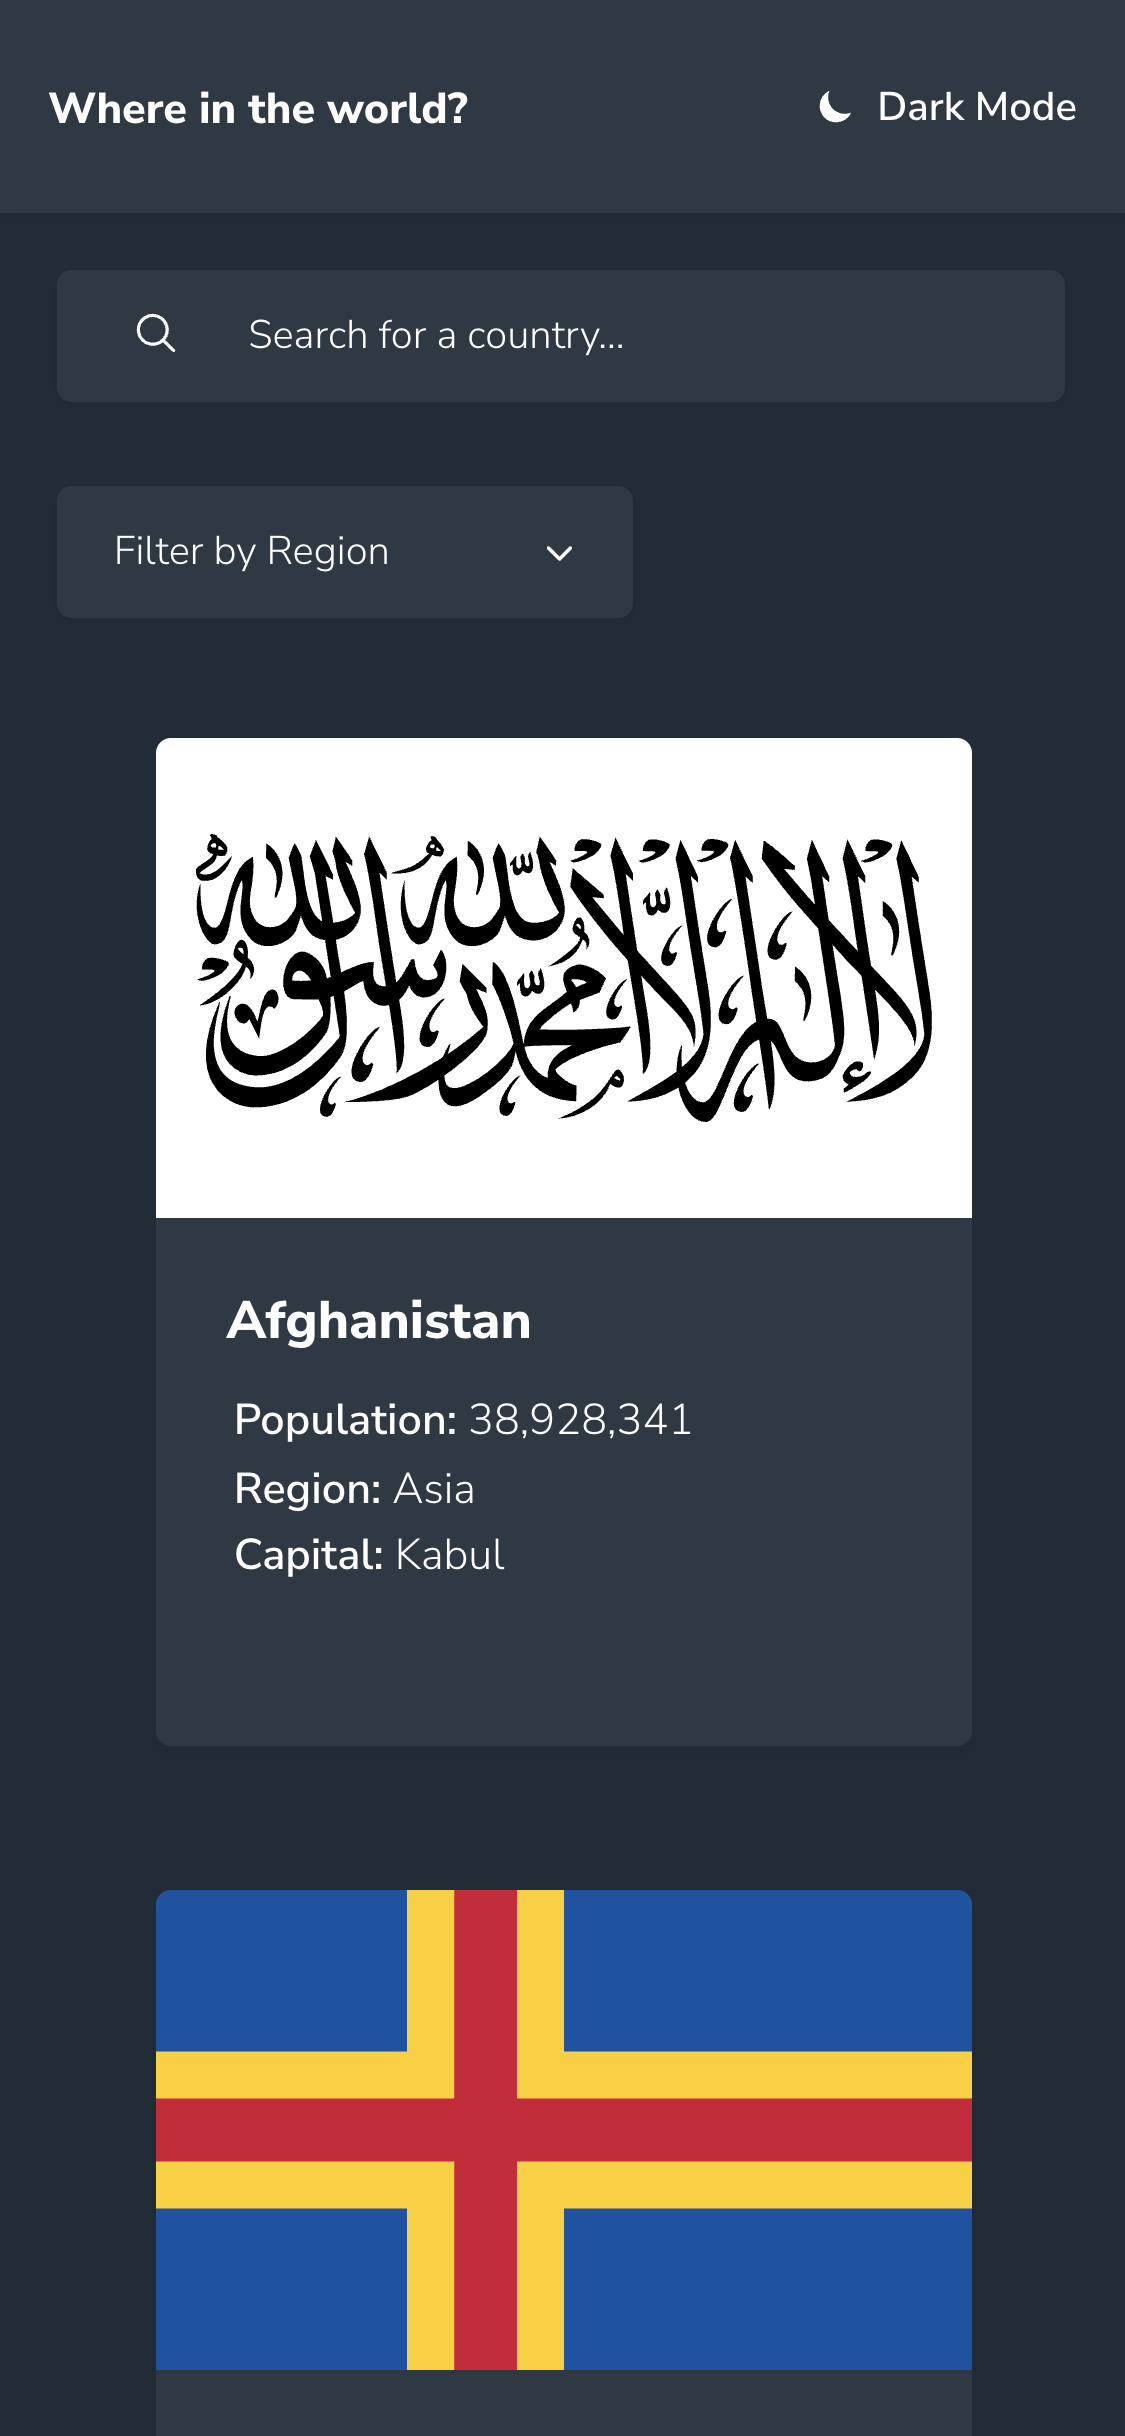 Where in the world?
Dark Mode
Search for a country...
Filter by Region
لا إله إلا الله محمد رسول الله
Afghanistan
Population: 38,928,341
Region: Asia
Capital: Kabul